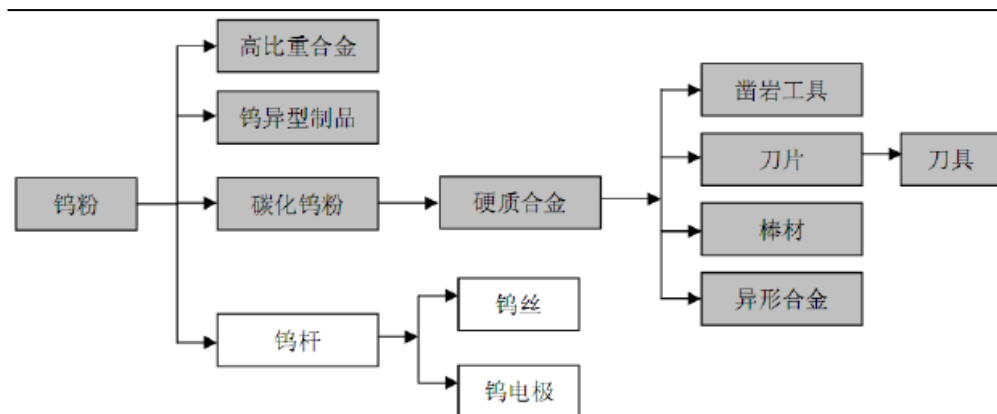 高比重合金
钨异型制品
钨粉
碳化钨粉
硬质合金
凿岩工具
刀片
刀具
棒材
异形合金
钨杆
钨丝
钨电极